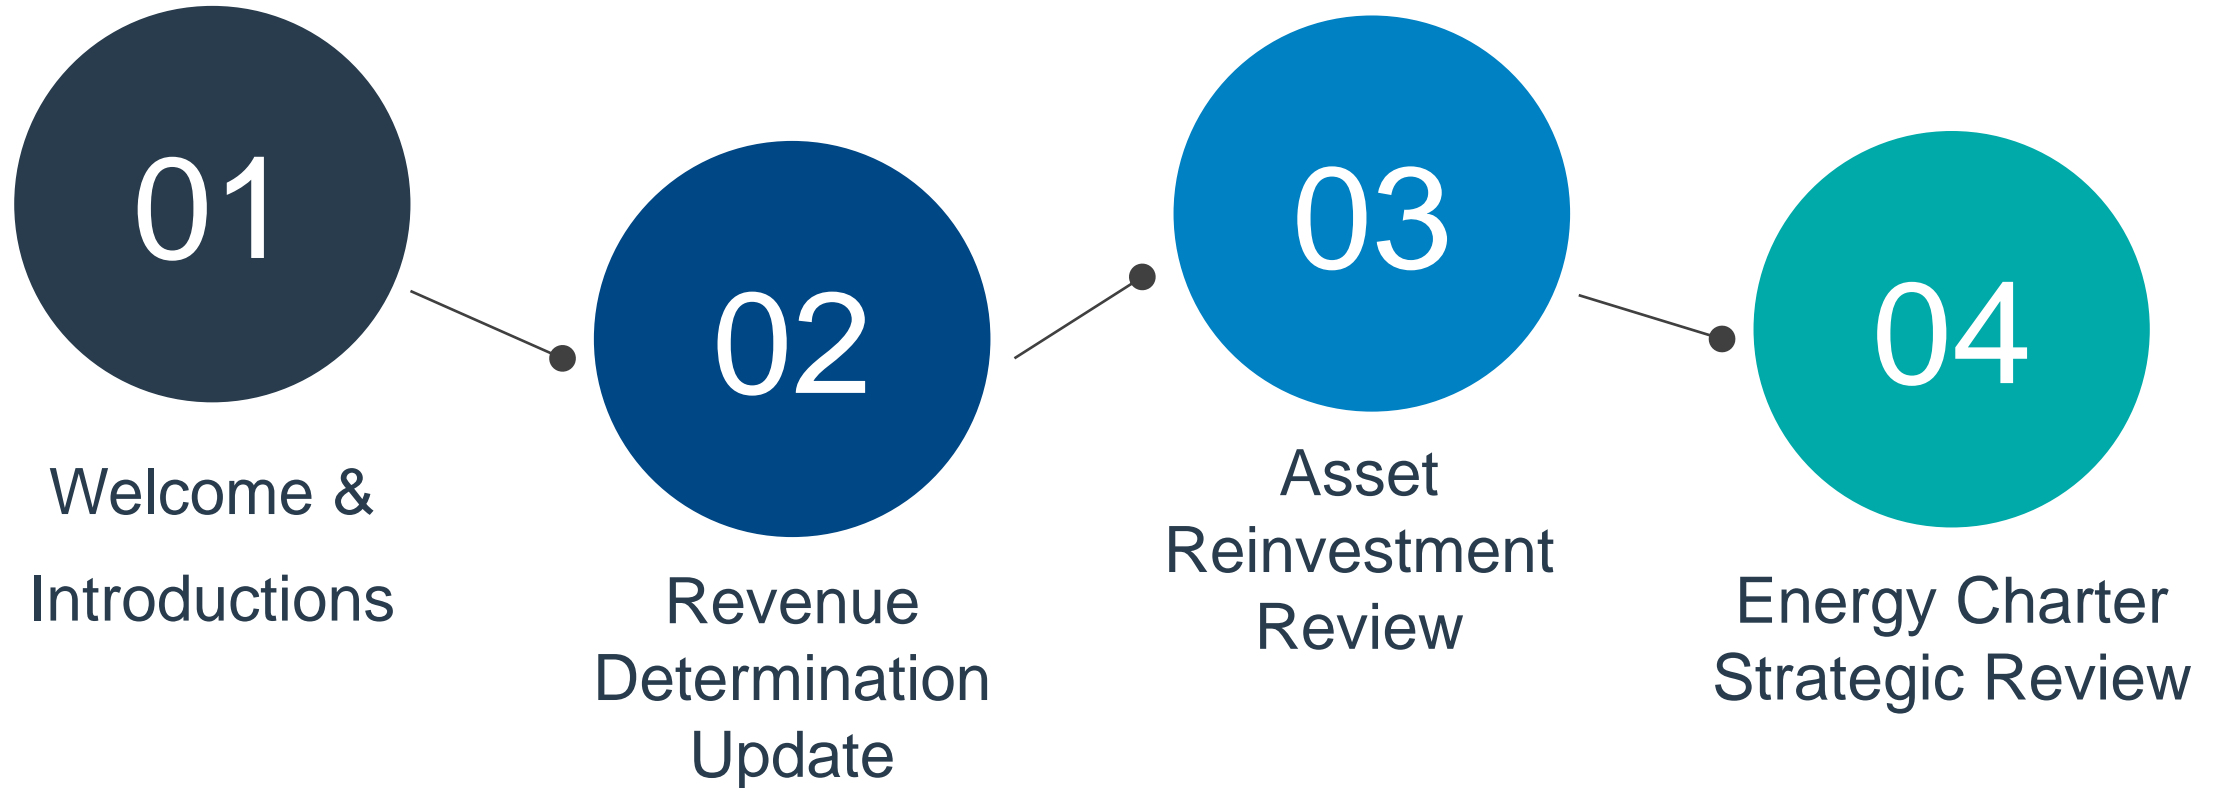 01
Welcome &
Introductions
02
Revenue
Determination
Update
03
Asset
Reinvestment
Review
04
Energy Charter
Strategic Review